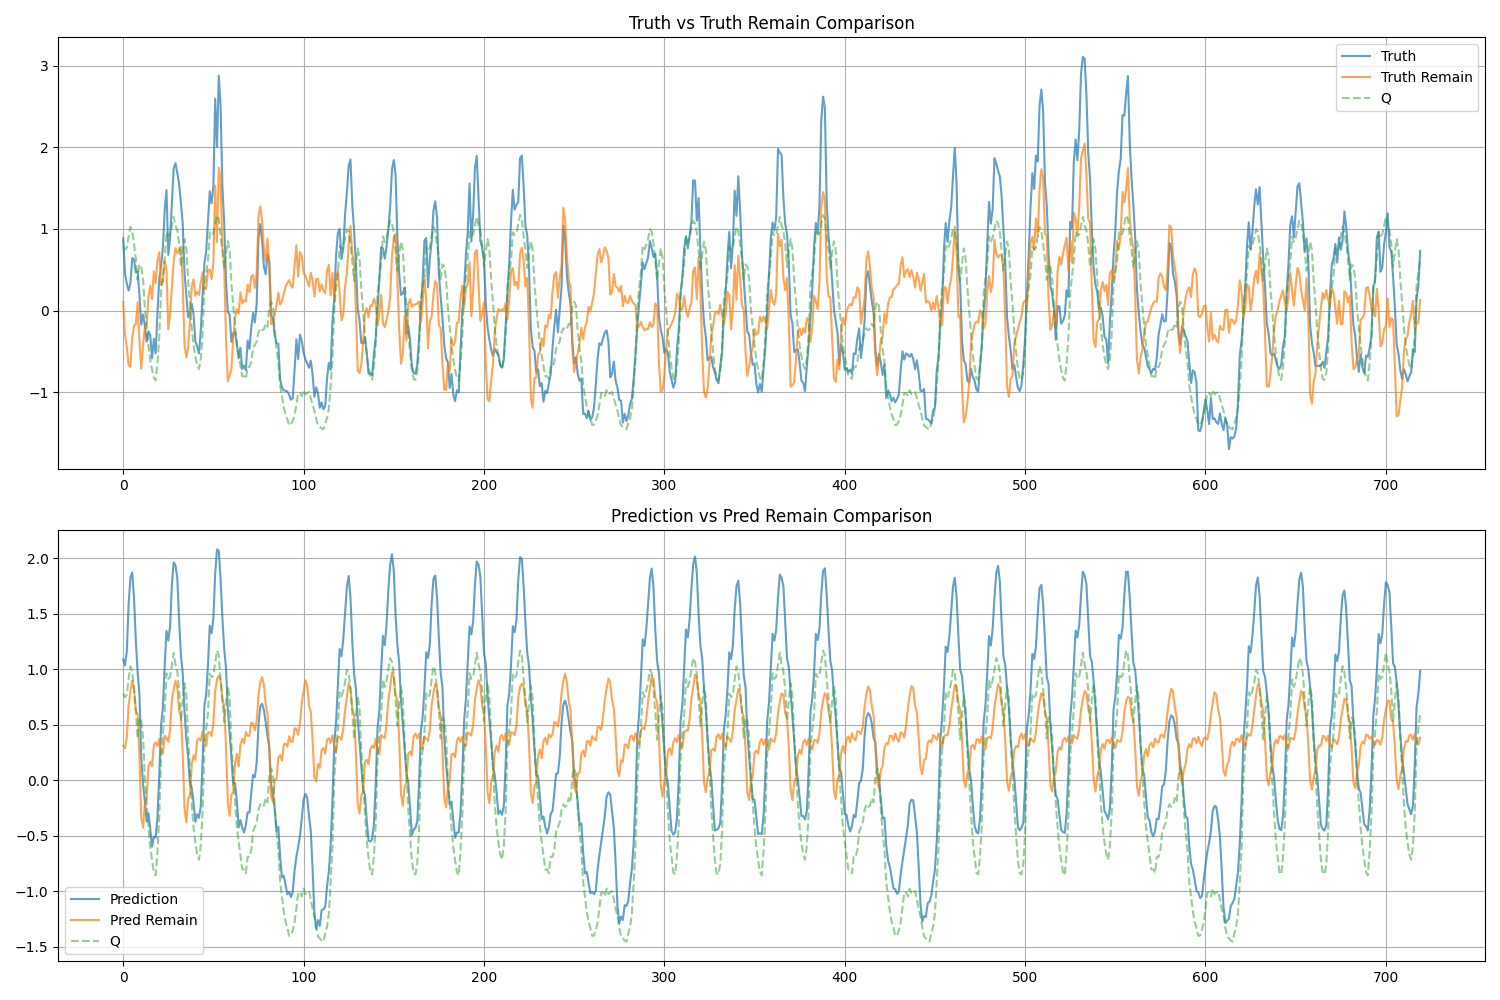 Truth vs Truth Remain Comparison
Truth
Truth Remain
Q
3
2
1
0
−1
0 100 200 300 400 500 600 700
Prediction vs Pred Remain Comparison
2.0
1.5
1.0
0.5
0.0
−0.5
−1.0
−1.5
Prediction
Pred Remain
Q
0 100 200 300 400 500 600 700